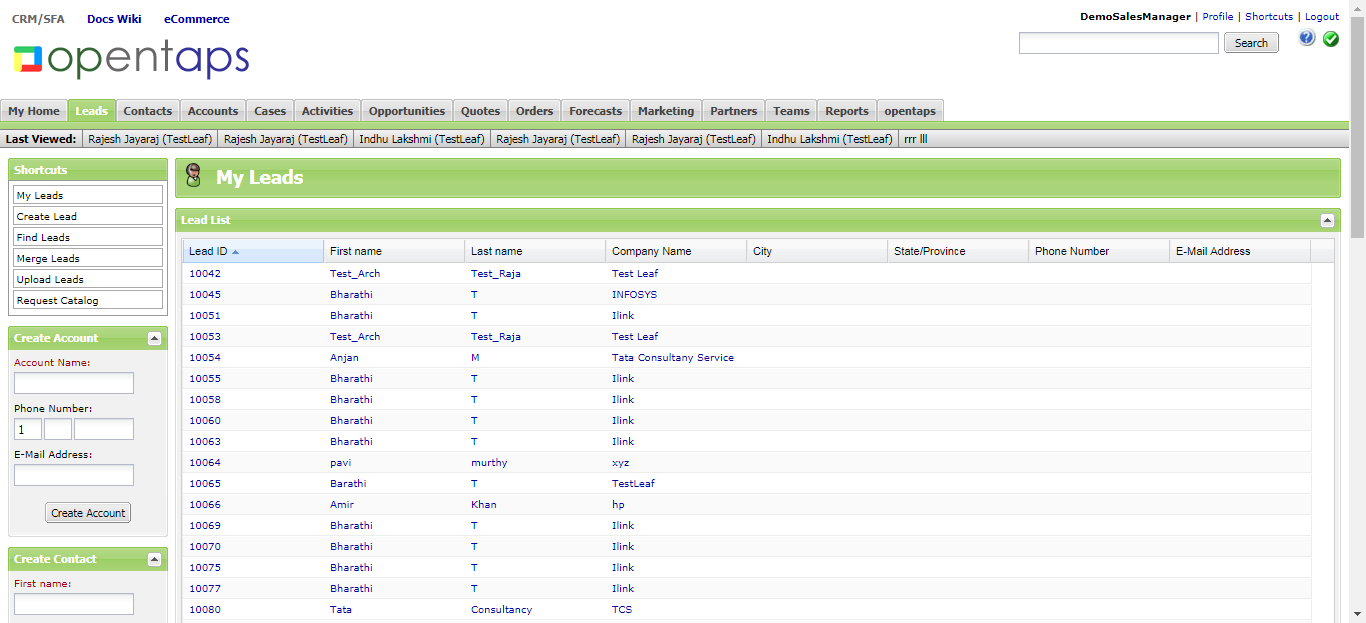 CRM/SFA Docs Wiki eCommerce
DemoSalesManager | Profile | Shortcuts | Logout
opentaps
Search
My Home Leads Contacts Accounts Cases Activities Opportunities Quotes Orders Forecasts Marketing Partners Teams Reports opentaps
Last Viewed: Rajesh Jayaraj (TestLeaf) Rajesh Jayaraj (TestLeaf) Indhu Lakshmi (TestLeaf) Rajesh Jayaraj (TestLeaf) Rajesh Jayaraj (TestLeaf) Indhu Lakshmi (TestLeaf) rrr lll
Shortcuts
My Leads
Create Lead
Find Leads
Merge Leads
Upload Leads
Request Catalog
Create Account
Account Name:
Phone Number:
1
E-Mail Address:
Create Account
Create Contact
First name:
My Leads
Lead List
Lead ID First name Last name Company Name City State/Province Phone Number E-Mail Address
10042 Test_Arch Test_Raja Test Leaf
10045 Bharathi T INFOSYS
10051 Bharathi T Ilink
10053 Test_Arch Test_Raja Test Leaf
10054 Anjan M Tata Consultany Service
10055 Bharathi T Ilink
10058 Bharathi T Ilink
10060 Bharathi T Ilink
10063 Bharathi T Ilink
10064 pavi murthy xyz
10065 Barathi T TestLeaf
10066 Amir Khan hp
10069 Bharathi T Ilink
10070 Bharathi T Ilink
10075 Bharathi T Ilink
10077 Bharathi T Ilink
10080 Tata Consultancy TCS